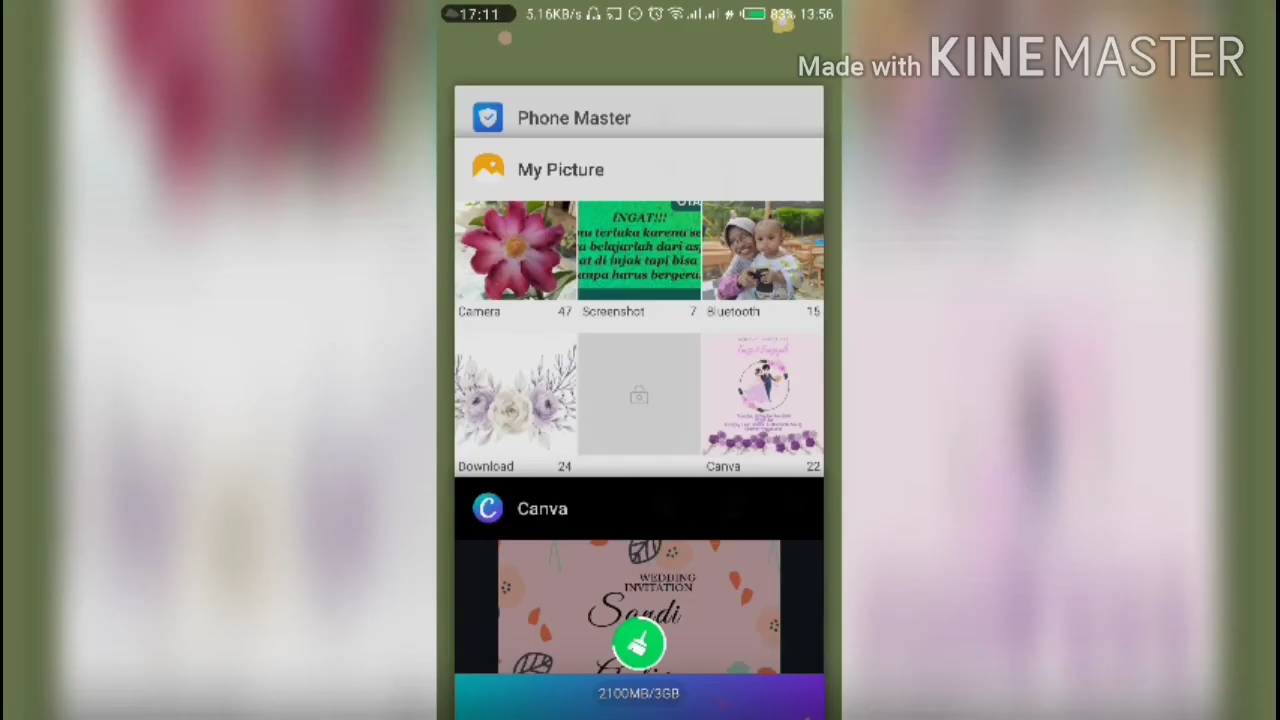 17:11 5.16KB/s # 83% 13:56
Made with KINEMASTER
Phone Master
My Picture
INGAT!!!
terluka karena se
belajarlah dari as
at di injak tapi bisa
anpa harus bergera
Camera 47 Screenshot 7 Bluetooth 15
Download 24 Canva 22
Canva
WEDDING
INVITATION
Sandi
2100MB/3GB